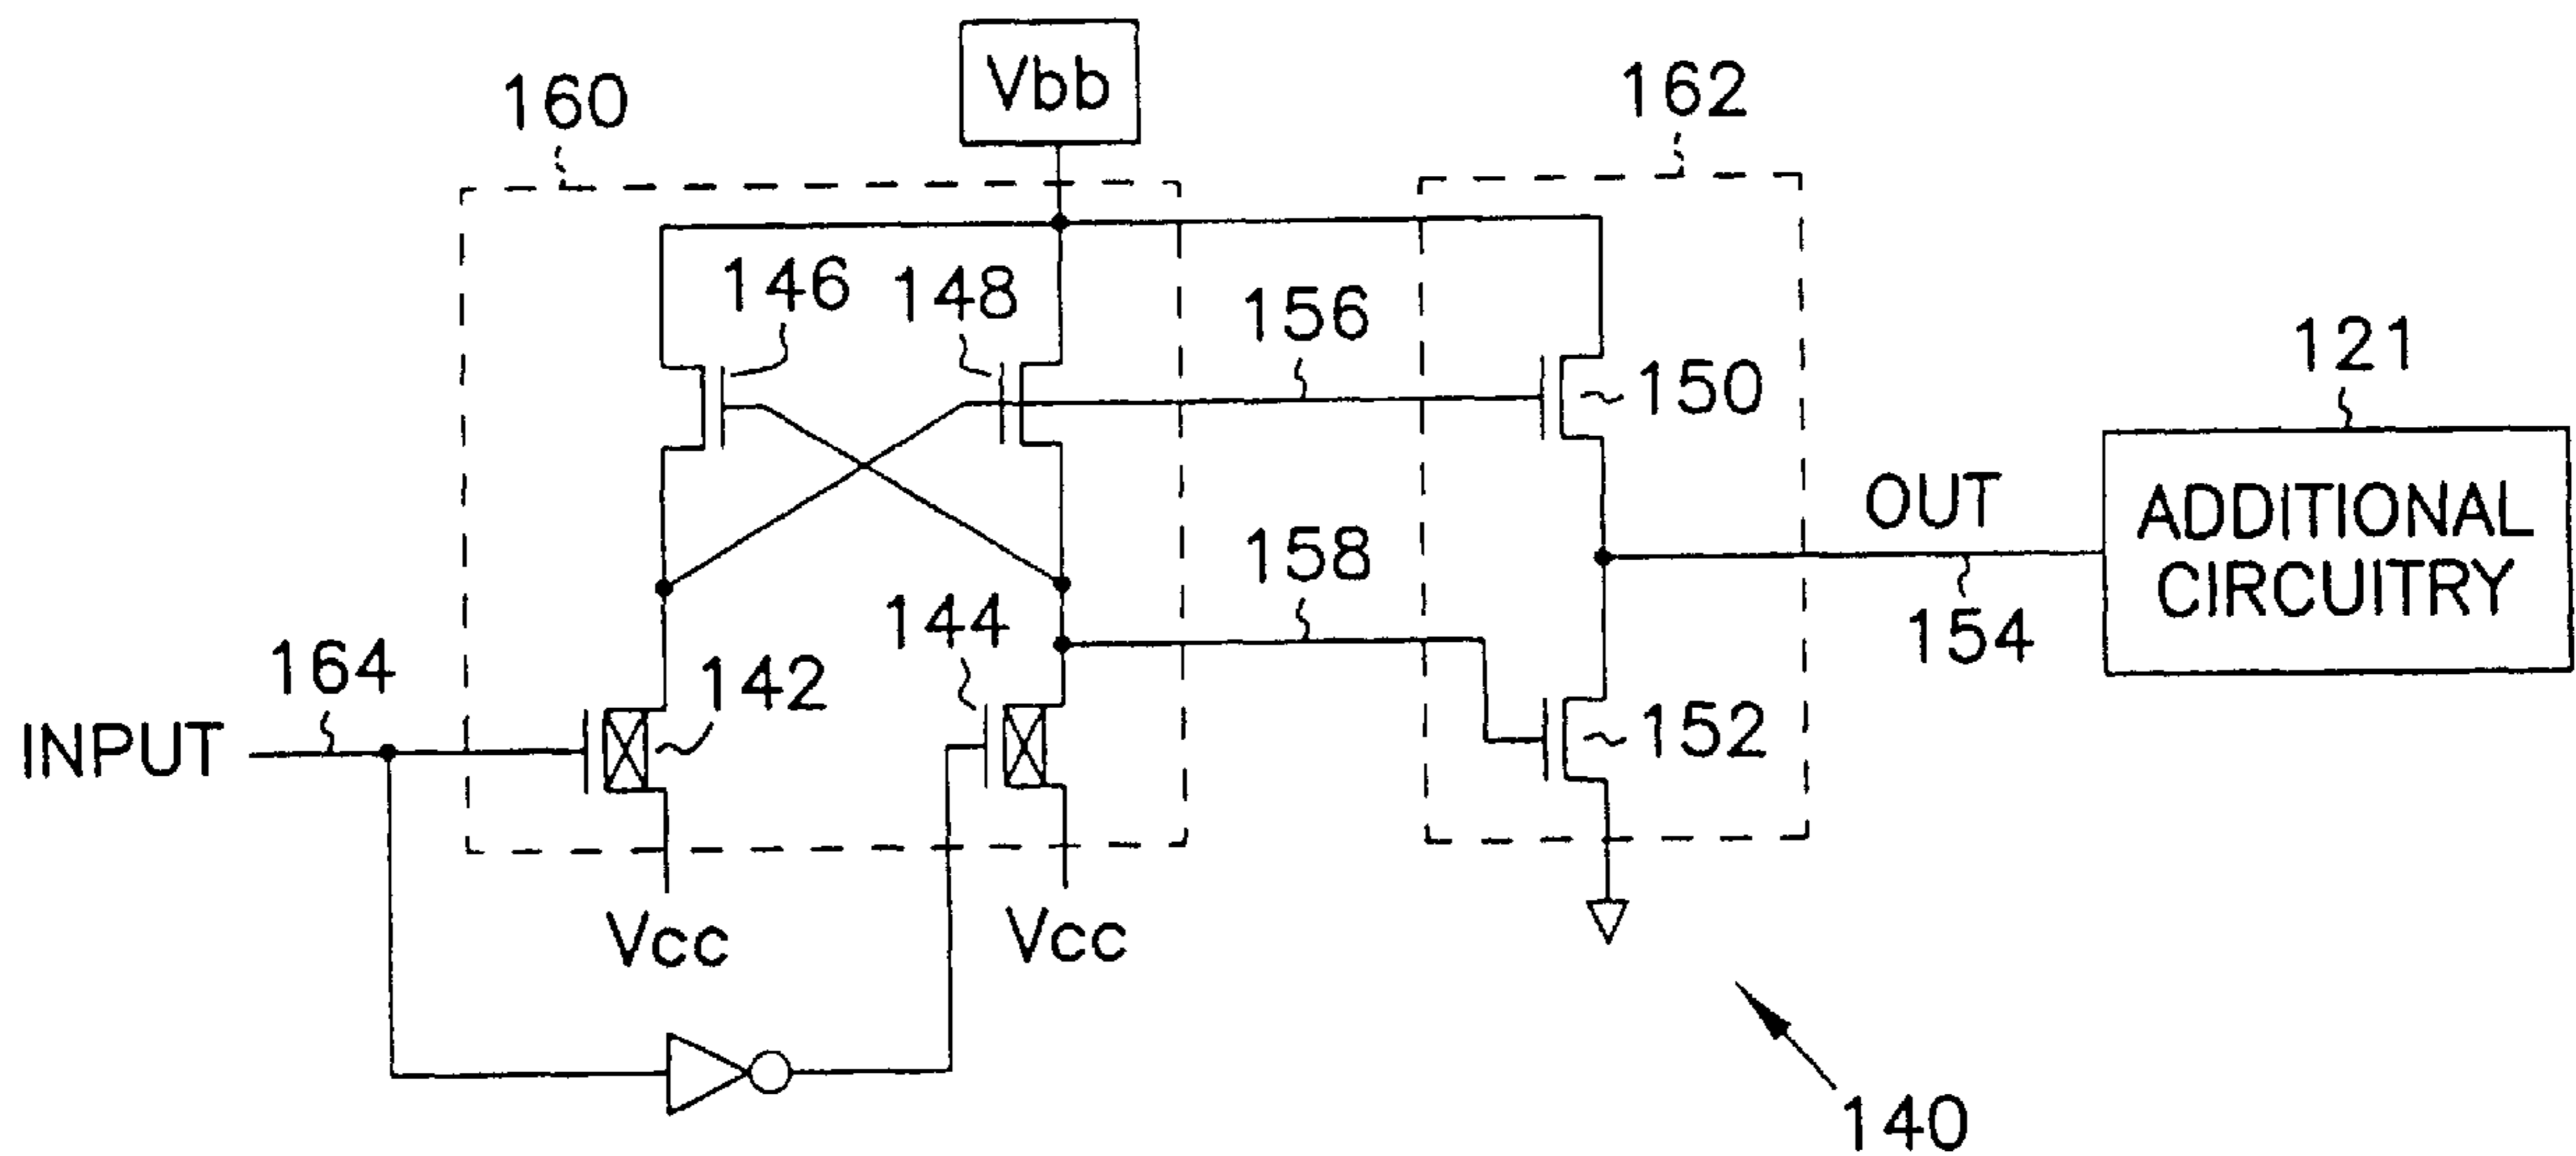 Vbb
160
162
146
148
156
150
121
OUT
ADDITIONAL
CIRCUITRY
158
154
144
142
164
INPUT
152
Vcc
Vcc
140